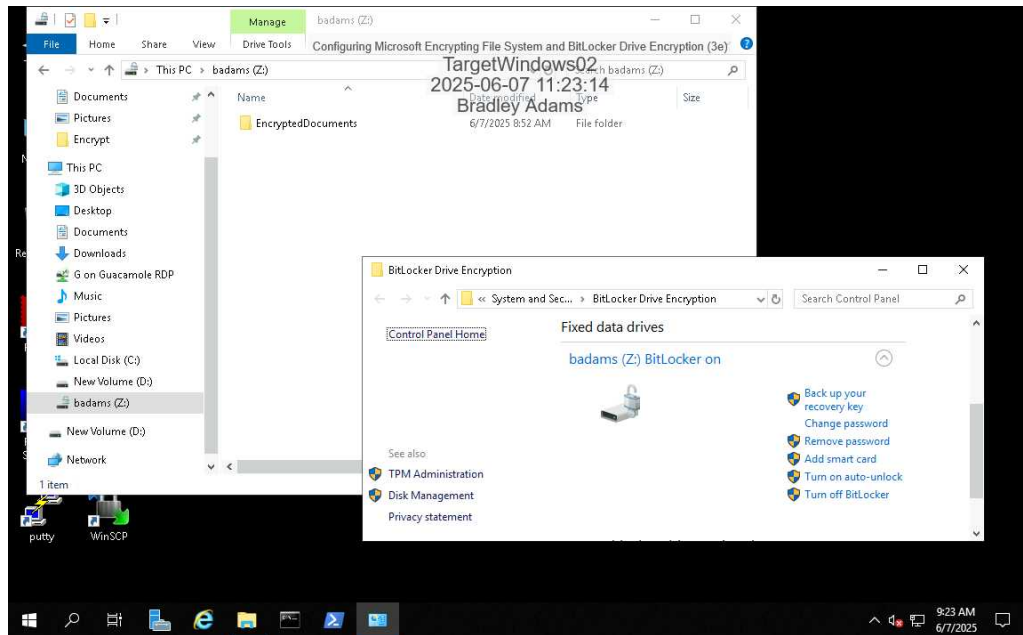 Manage
badams (Z:)
File
Home
Share
View
Drive Tools
Configuring Microsoft Encrypting File System and BitLocker Drive Encryption (3e)
This PC > badams (Z:)
Search badams (Z:)
TargetWindows02
2025-06-07 11:23:14
Bradley Adams
Documents
Pictures
Encrypt
This PC
3D Objects
Desktop
Documents
Downloads
G on Guacamole RDP
Music
Pictures
Videos
Local Disk (C:)
New Volume (D:)
badams (Z:)
New Volume (D:)
Network
1 item
Name
Date modified
Type
Size
EncryptedDocuments
6/7/2025 8:52 AM
File folder
BitLocker Drive Encryption
« System and Sec... > BitLocker Drive Encryption
Search Control Panel
Control Panel Home
Fixed data drives
badams (Z:) BitLocker on
Back up your
recovery key
Change password
Remove password
Add smart card
Turn on auto-unlock
Turn off BitLocker
See also
TPM Administration
Disk Management
Privacy statement
putty
WinSCP
9:23 AM
6/7/2025